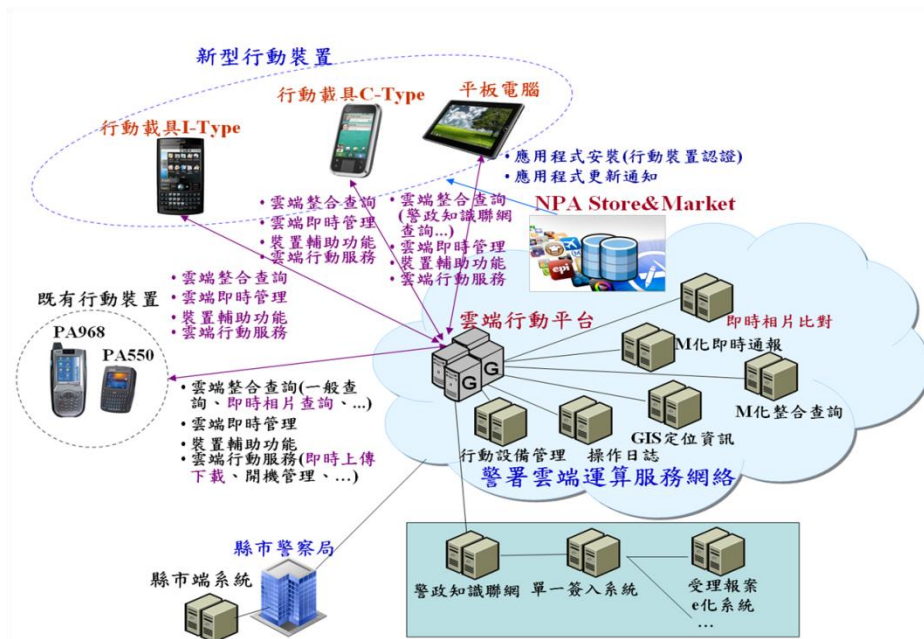 新型行動裝置
行動載具I-Type
行動載具C-Type
平板電腦
•應用程式安裝(行動裝置認證)
•應用程式更新通知
NPA Store&Market
epi
•雲端整合查詢
•雲端即時管理
•裝置輔助功能
•雲端行動服務
•雲端整合查詢
(警政知識聯網
查詢...)
•雲端即時管理
•裝置輔助功能
•雲端行動服務
•雲端整合查詢
•雲端即時管理
•裝置輔助功能
•雲端行動服務
既有行動裝置
PA968
PA550
•雲端整合查詢(一般查
詢、即時相片查詢、...)
•雲端即時管理
•裝置輔助功能
•雲端行動服務(即時上傳
下載、開機管理、...)
雲端行動平台
G
G
即時相片比對
M化即時通報
M化整合查詢
GIS定位資訊
操作日誌
行動設備管理
警署雲端運算服務網絡
縣市警察局
縣市端系統
警政知識聯網
單一簽入系統
受理報案
e化系統
...